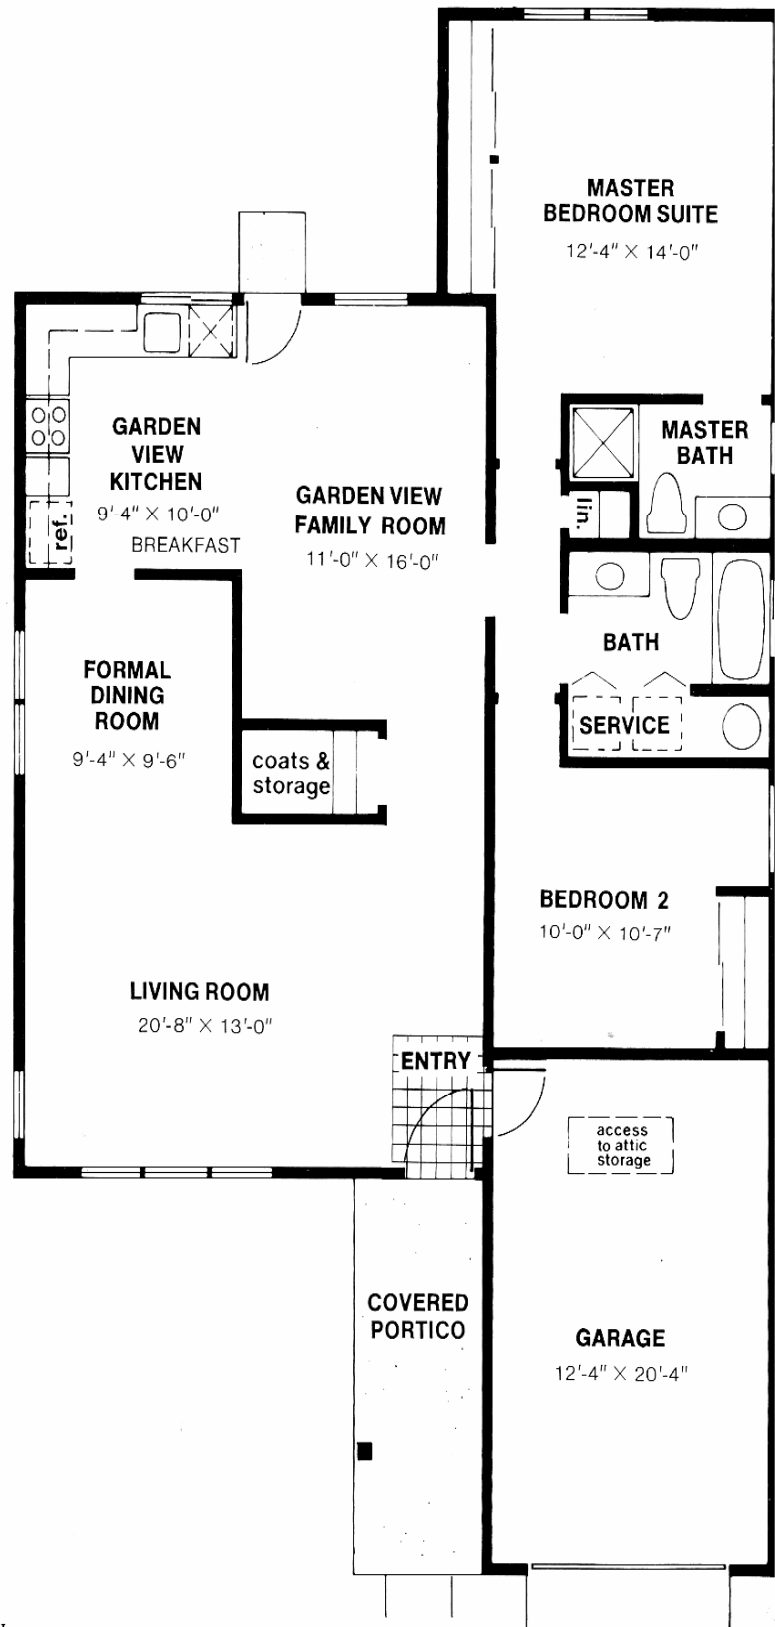 MASTER
BEDROOM SUITE
12'-4" X 14'-0"
GARDEN
VIEW
KITCHEN
9' 4" X 10'-0"
BREAKFAST
ref.
GARDEN VIEW
FAMILY ROOM
11'-0" X 16'-0"
MASTER
BATH
lin.
BATH
SERVICE
FORMAL
DINING
ROOM
9'-4" X 9'-6"
coats &
storage
BEDROOM 2
10'-0" X 10'-7"
LIVING ROOM
20'-8" X 13'-0"
ENTRY
access
to attic
storage
COVERED
PORTICO
GARAGE
12'-4" X 20'-4"